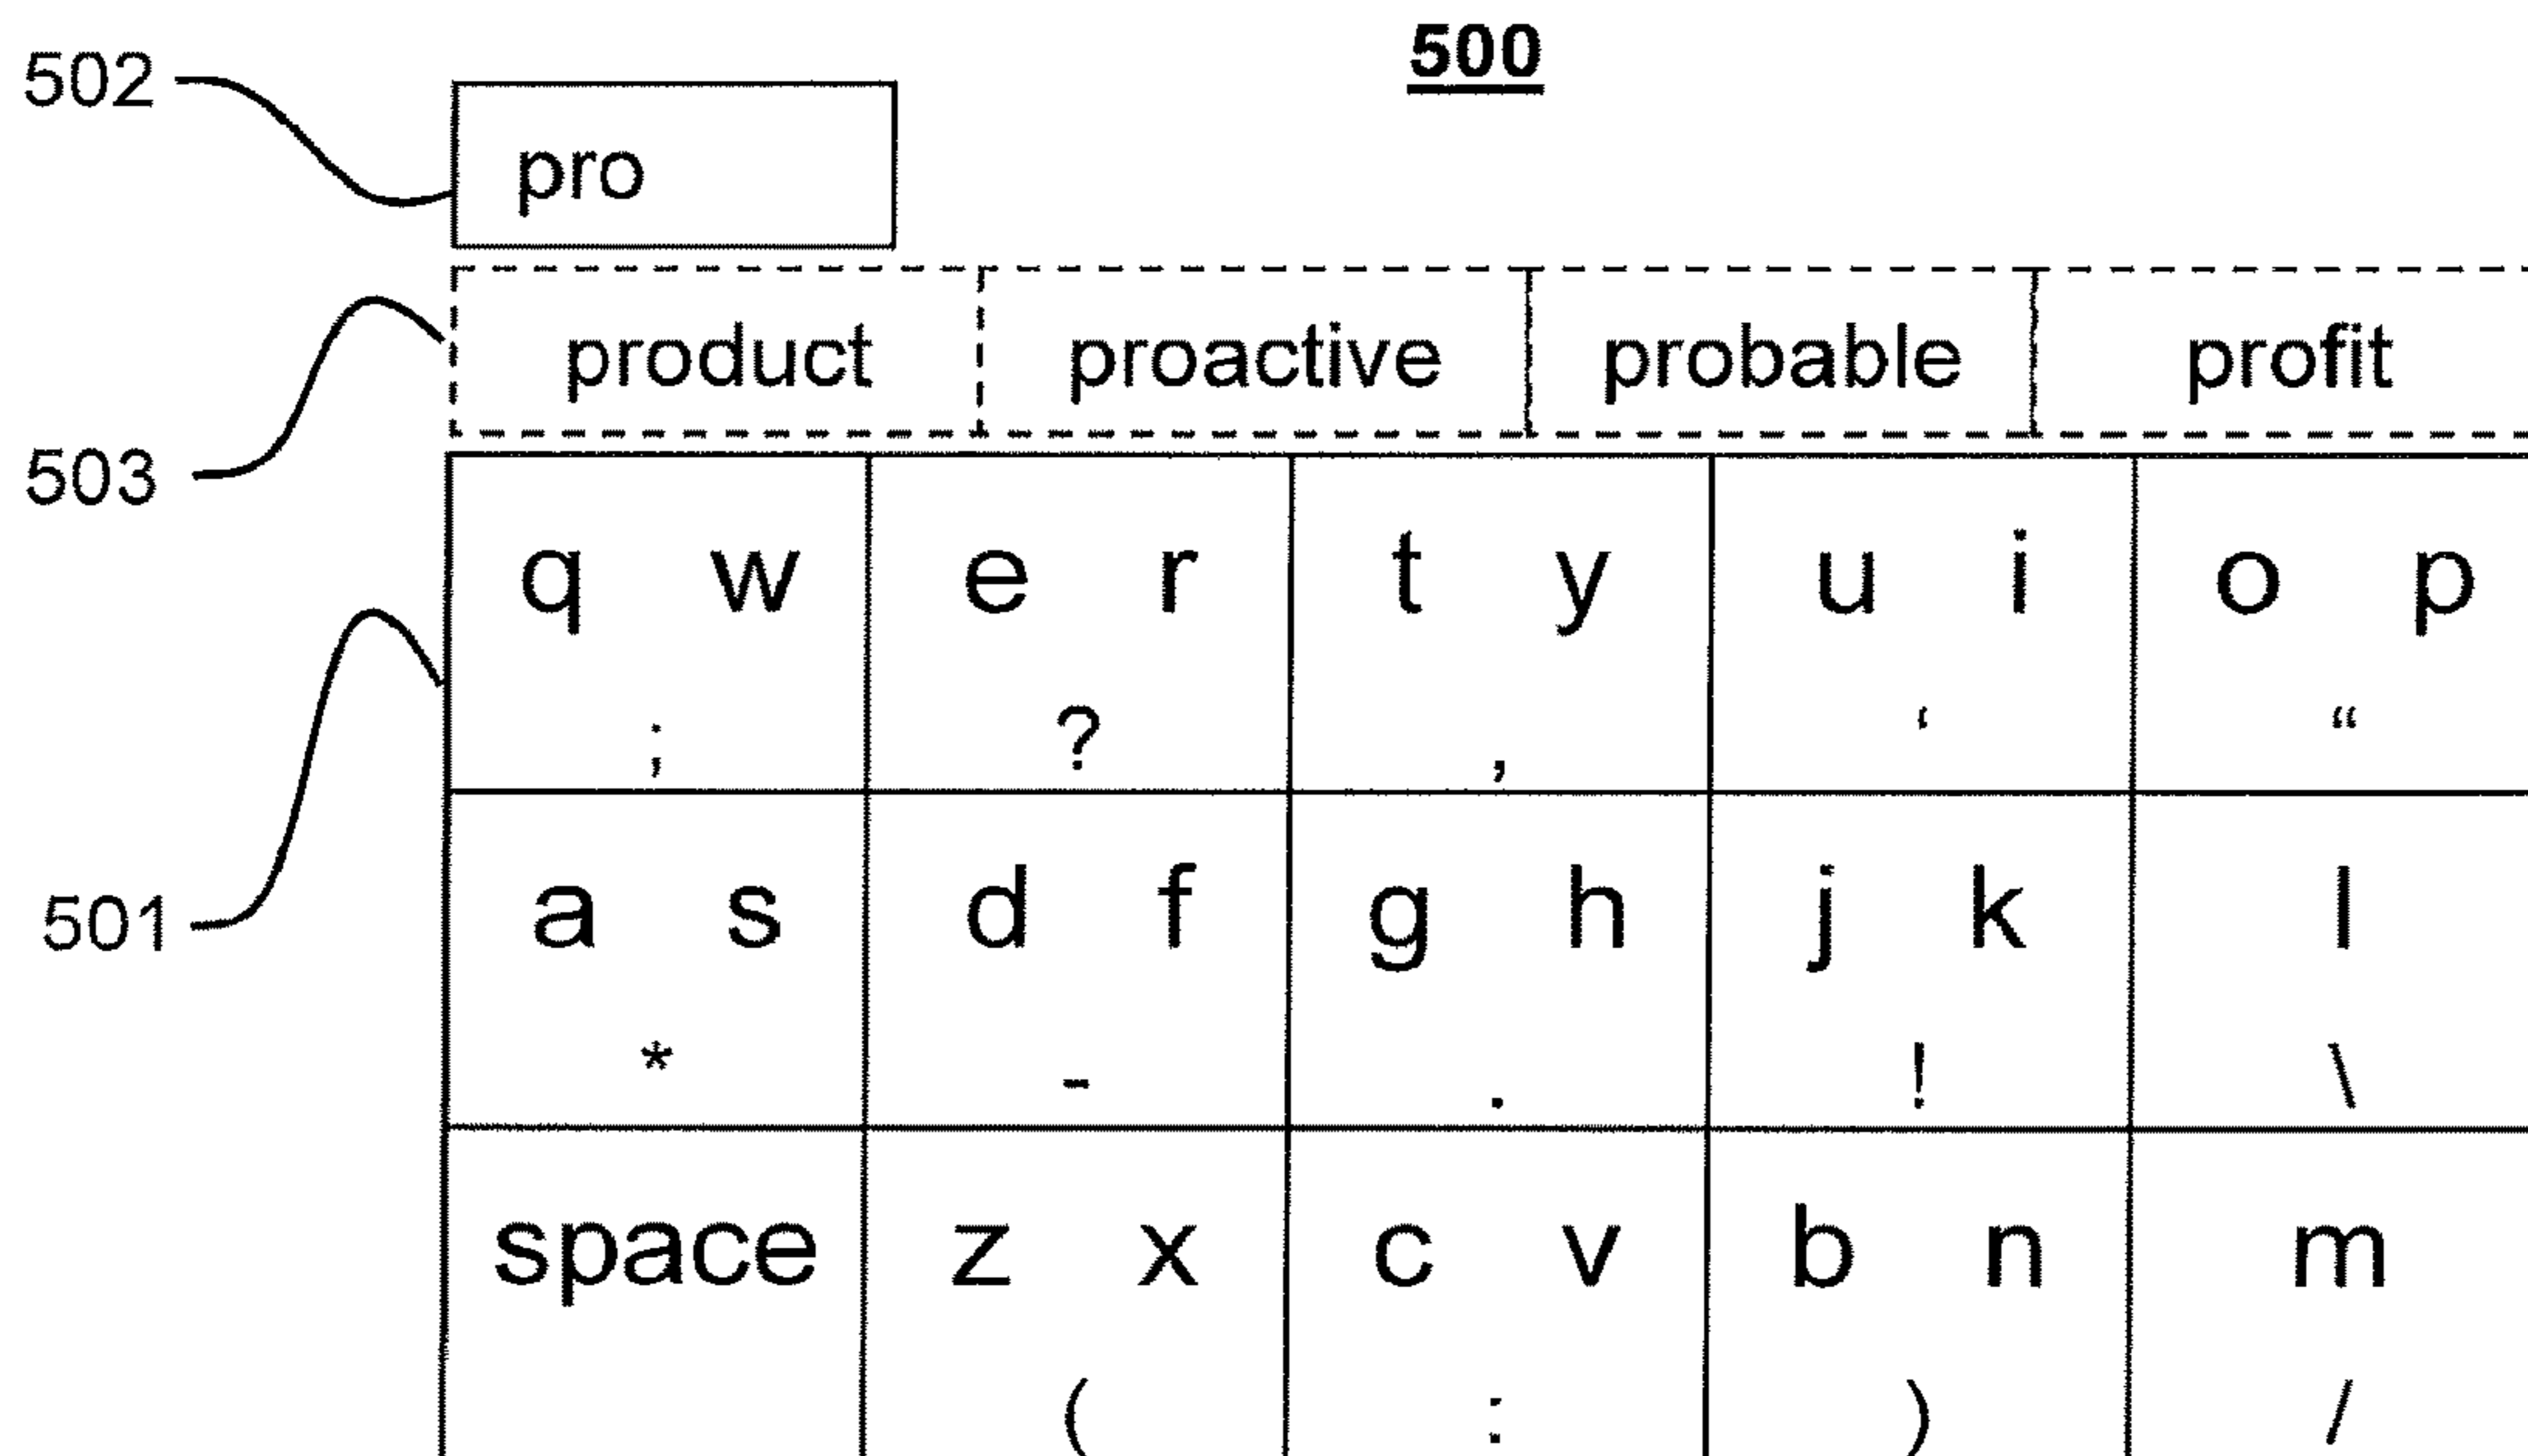 500
502
pro
product proactive probable profit
503
q w e r t y u i o p
; ? , ‘ “
501
a s d f g h j k l
* - . ! \
space z x c v b n m
( : ) /